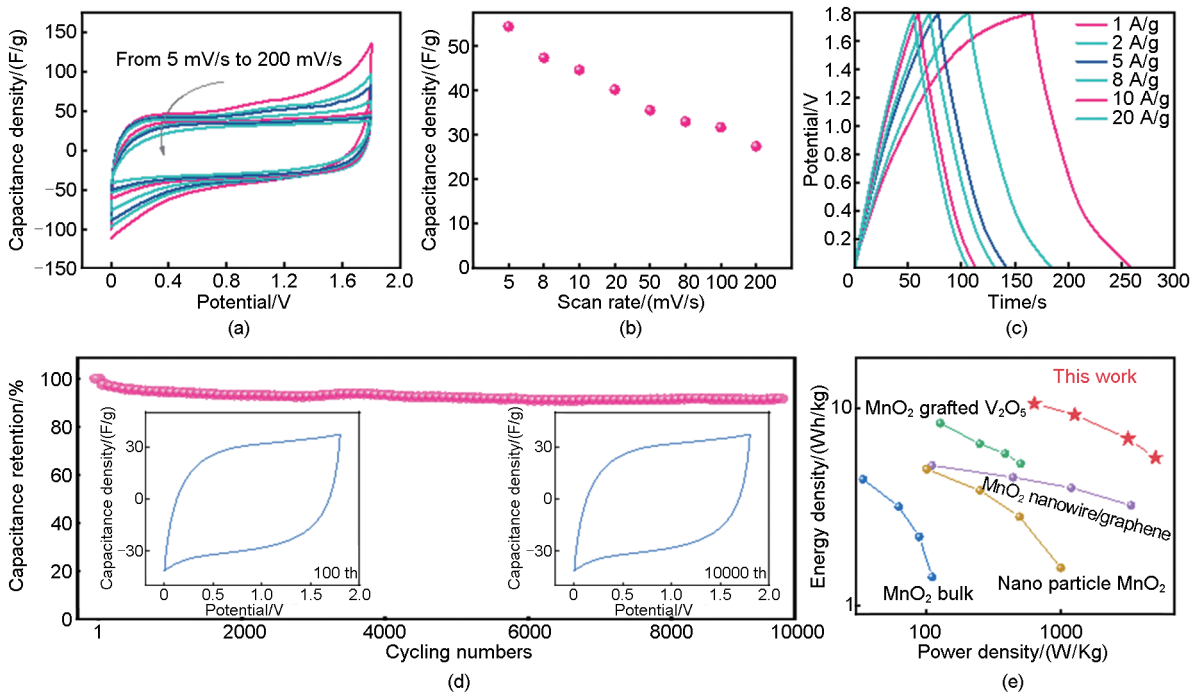 Capacitance density/(F/g)
150
100
50
0
−50
−100
−150
From 5 mV/s to 200 mV/s
0
0.4
0.8
1.2
1.8
2.0
Potential/V
(a)
Capacitance density/(F/g)
50
40
30
20
10
0
5
8
10
20
50
80
100
200
Scan rate/(mV/s)
(b)
Potential/V
1.8
1.6
1.4
1.2
1.0
1.8
0.6
0.4
0.2
1 A/g
2 A/g
5 A/g
8 A/g
10 A/g
20 A/g
0
50
100
150
200
250
300
Time/s
(c)
Capacitance retention/%
100
80
60
40
20
0
Capacitance density/(F/g)
30
0
−30
100 th
0
0.5
1.0
1.5
2.0
Potential/V
Capacitance density/(F/g)
30
0
−30
10000 th
0
0.5
1.0
1.5
2.0
Potential/V
1
2000
4000
6000
8000
10000
Cycling numbers
(d)
Energy density/(Wh/kg)
10
1
This work
MnO₂ grafted V₂O₅
MnO₂ nanowire/graphene
MnO₂ bulk
Nano particle MnO₂
100
1000
Power density/(W/Kg)
(e)